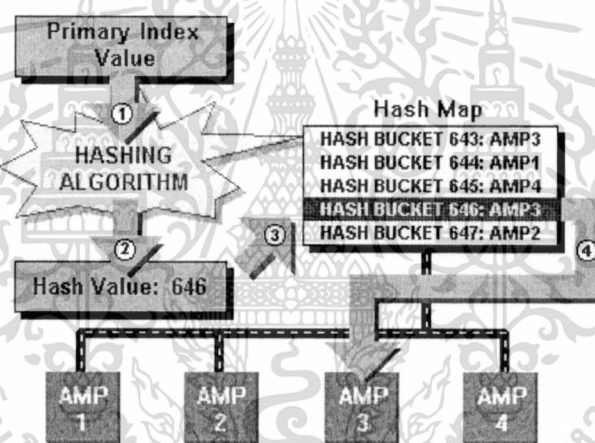 Primary Index
Value
①
HASHING
ALGORITHM
②
Hash Value: 646
③
Hash Map
HASH BUCKET 643: AMP3
HASH BUCKET 644: AMP1
HASH BUCKET 645: AMP4
HASH BUCKET 646: AMP3
HASH BUCKET 647: AMP2
④
AMP
1
AMP
2
AMP
3
AMP
4